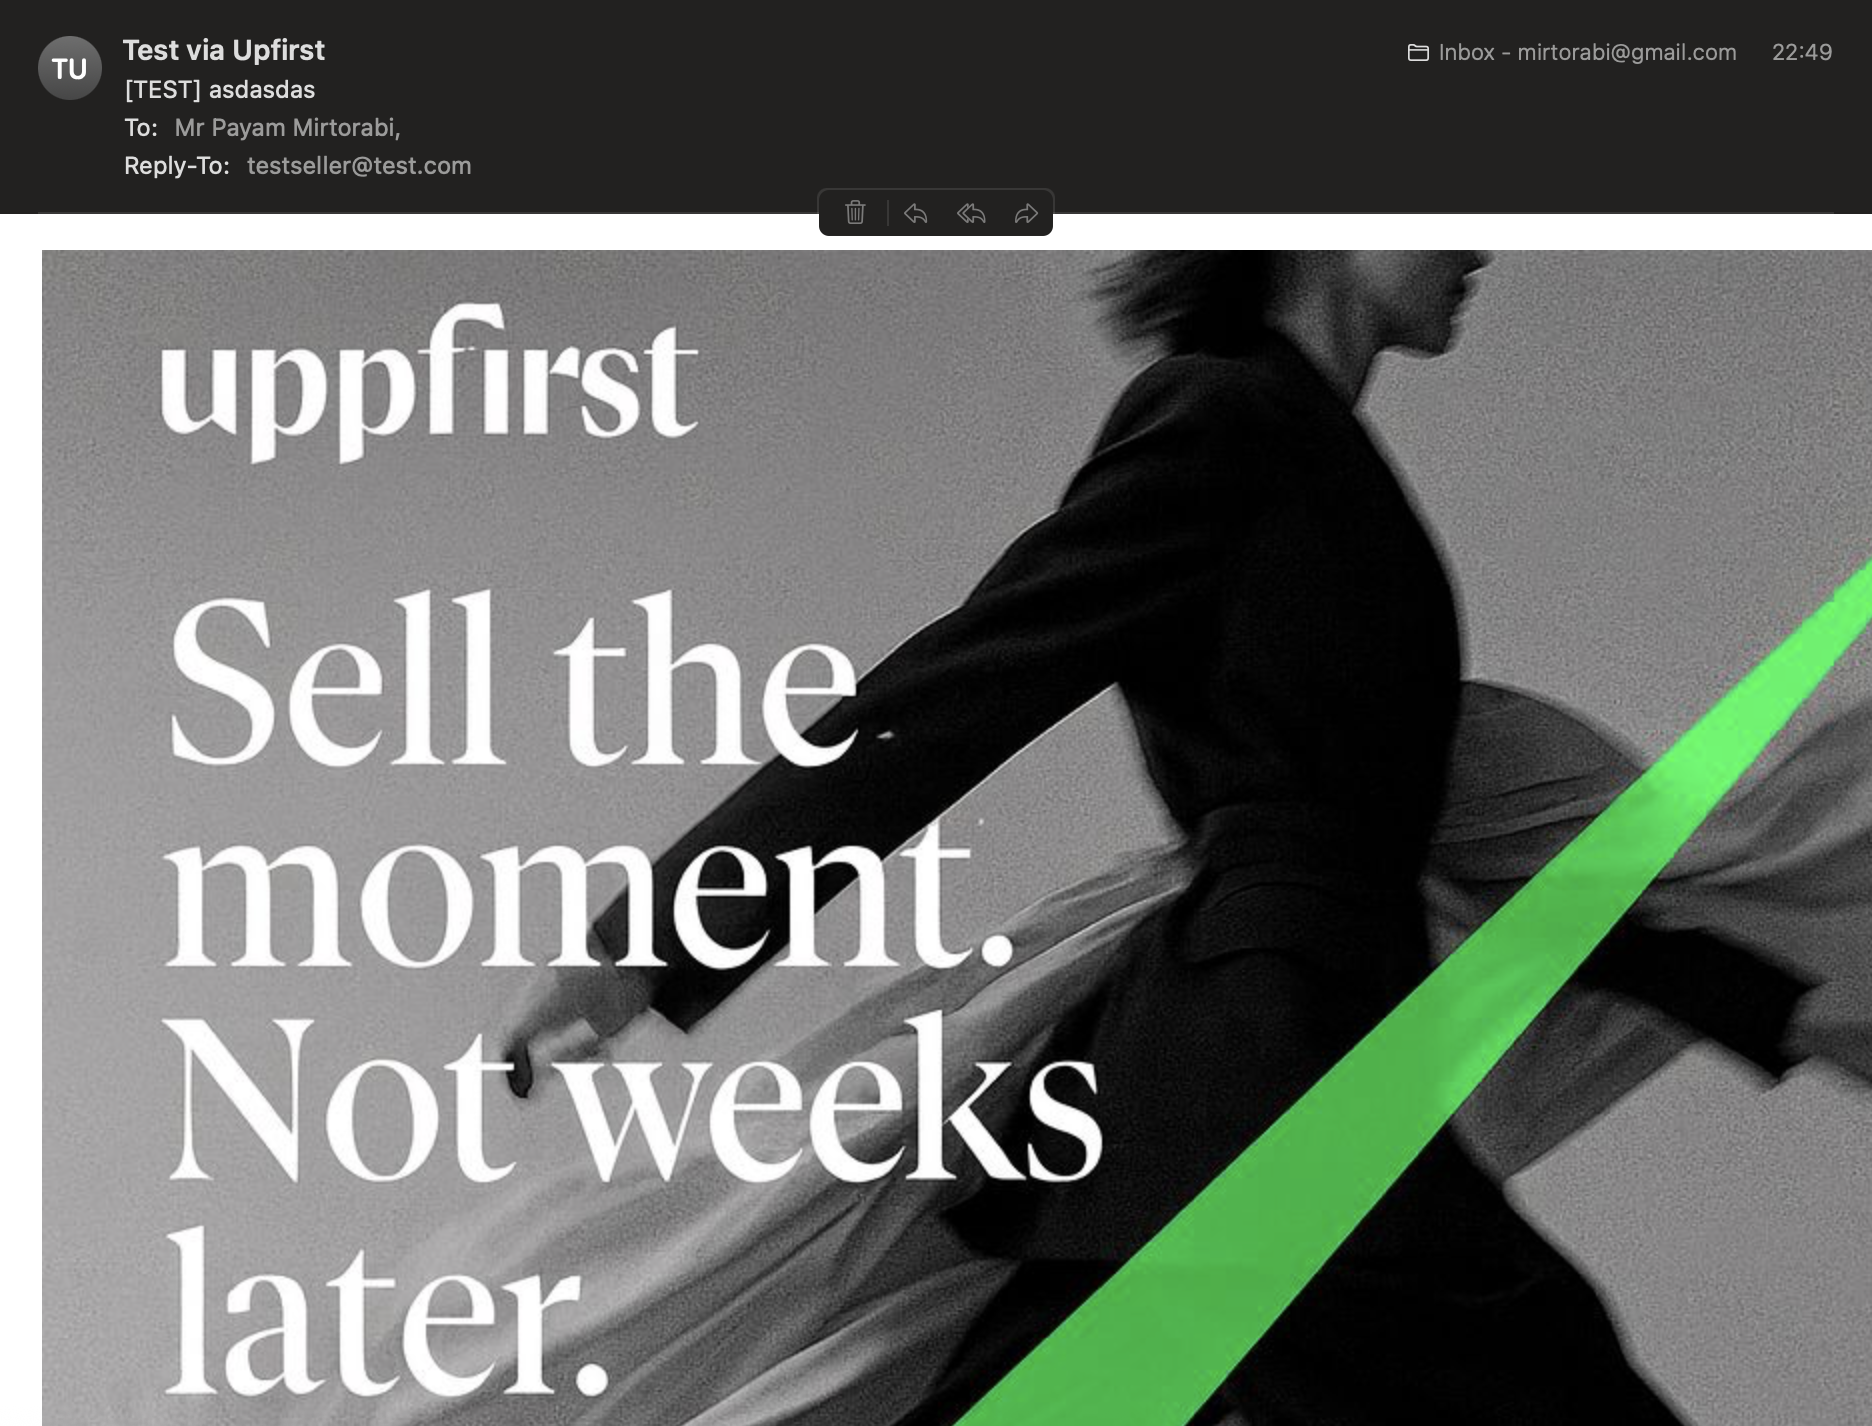 TU
Test via Upfirst
Inbox - mirtorabi@gmail.com 22:49
[TEST] asdasdas
To: Mr Payam Mirtorabi,
Reply-To: testseller@test.com
uppfirst
Sell the
moment.
Not weeks
later.